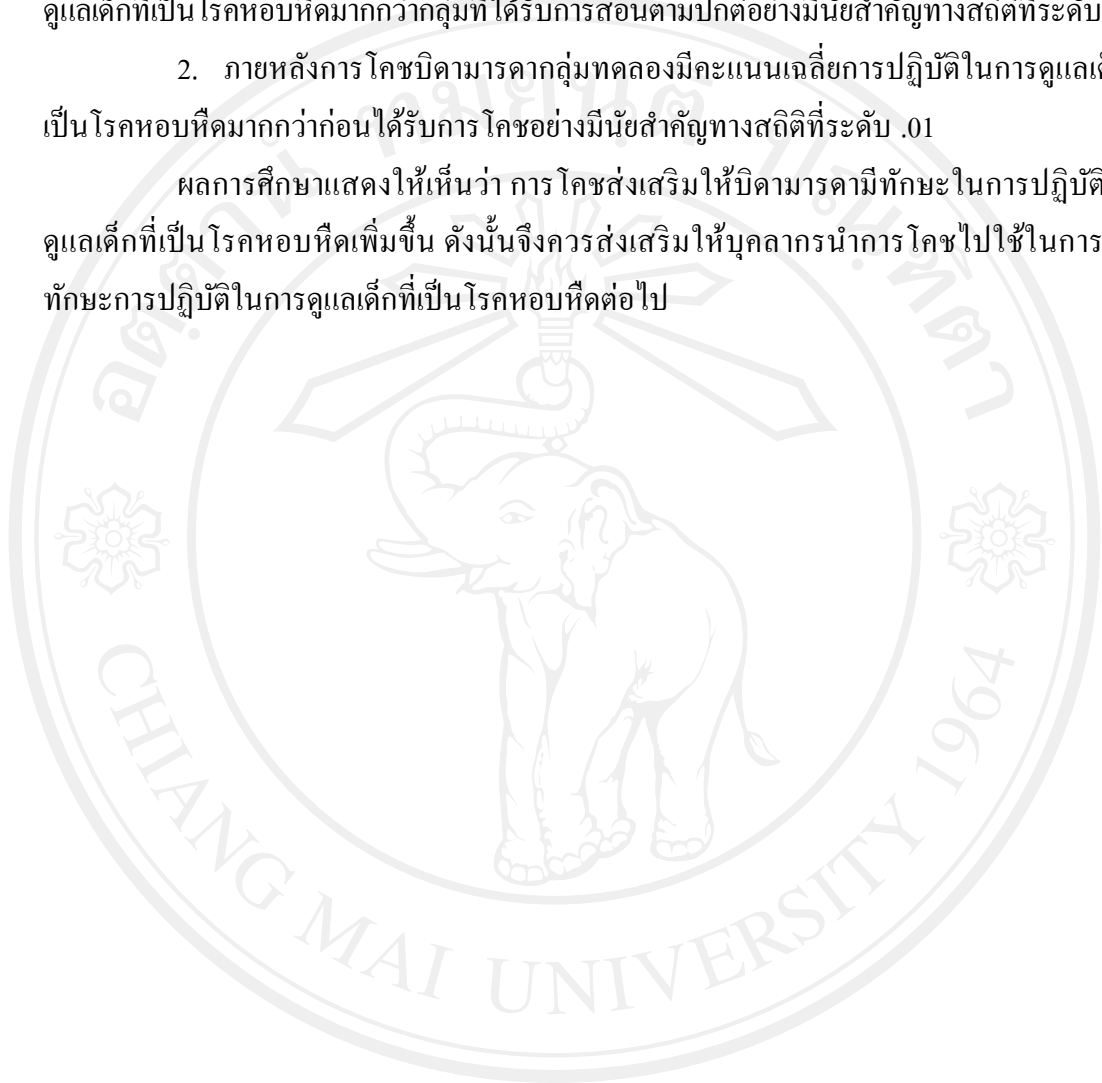 ดูแลเด็กที่เป็นโรคหอบหืดมากกว่ากลุ่มที่ได้รับการสอนตามปกติอย่างมีนัยสำคัญทางสถิติที่ระดับ
2. ภายหลังการโคชบิดามารดากลุ่มทดลองมีคะแนนเฉลี่ยการปฏิบัติในการดูแล
เป็นโรคหอบหืดมากกว่าก่อนได้รับการโคชอย่างมีนัยสำคัญทางสถิติที่ระดับ .01
ผลการศึกษาแสดงให้เห็นว่า การโคชส่งเสริมให้บิดามารดามีทักษะในการปฏิบัติ
ดูแลเด็กที่เป็นโรคหอบหืดเพิ่มขึ้น ดังนั้นจึงควรส่งเสริมให้บุคลากรนำการโคชไปใช้ในการ
ทักษะการปฏิบัติในการดูแลเด็กที่เป็นโรคหอบหืดต่อไป
อตฺตานํ ทมยนฺติ ปณฺฑิตา
CHIANG MAI UNIVERSITY 1964